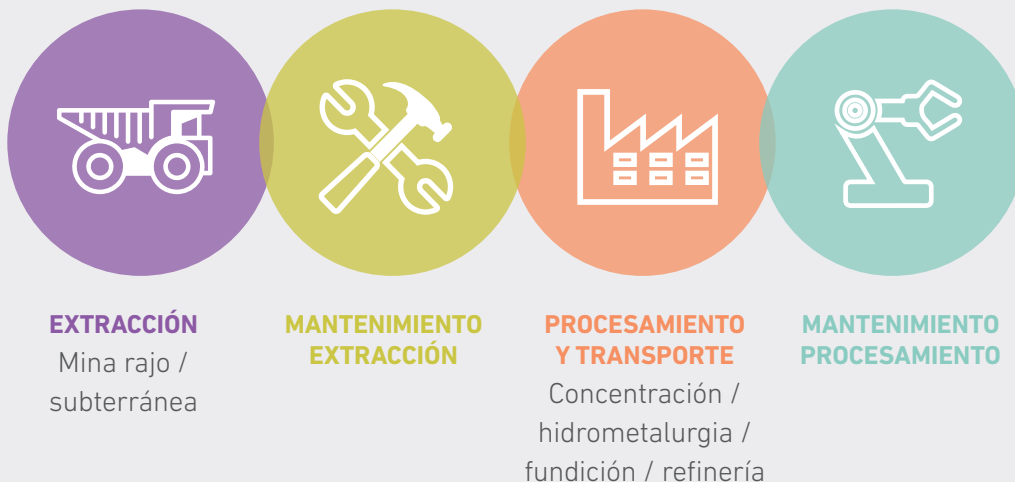 EXTRACCIÓN
Mina rajo /
subterránea
MANTENIMIENTO
EXTRACCIÓN
PROCESAMIENTO
Y TRANSPORTE
Concentración /
hidrometalurgia /
fundición / refinería
MANTENIMIENTO
PROCESAMIENTO